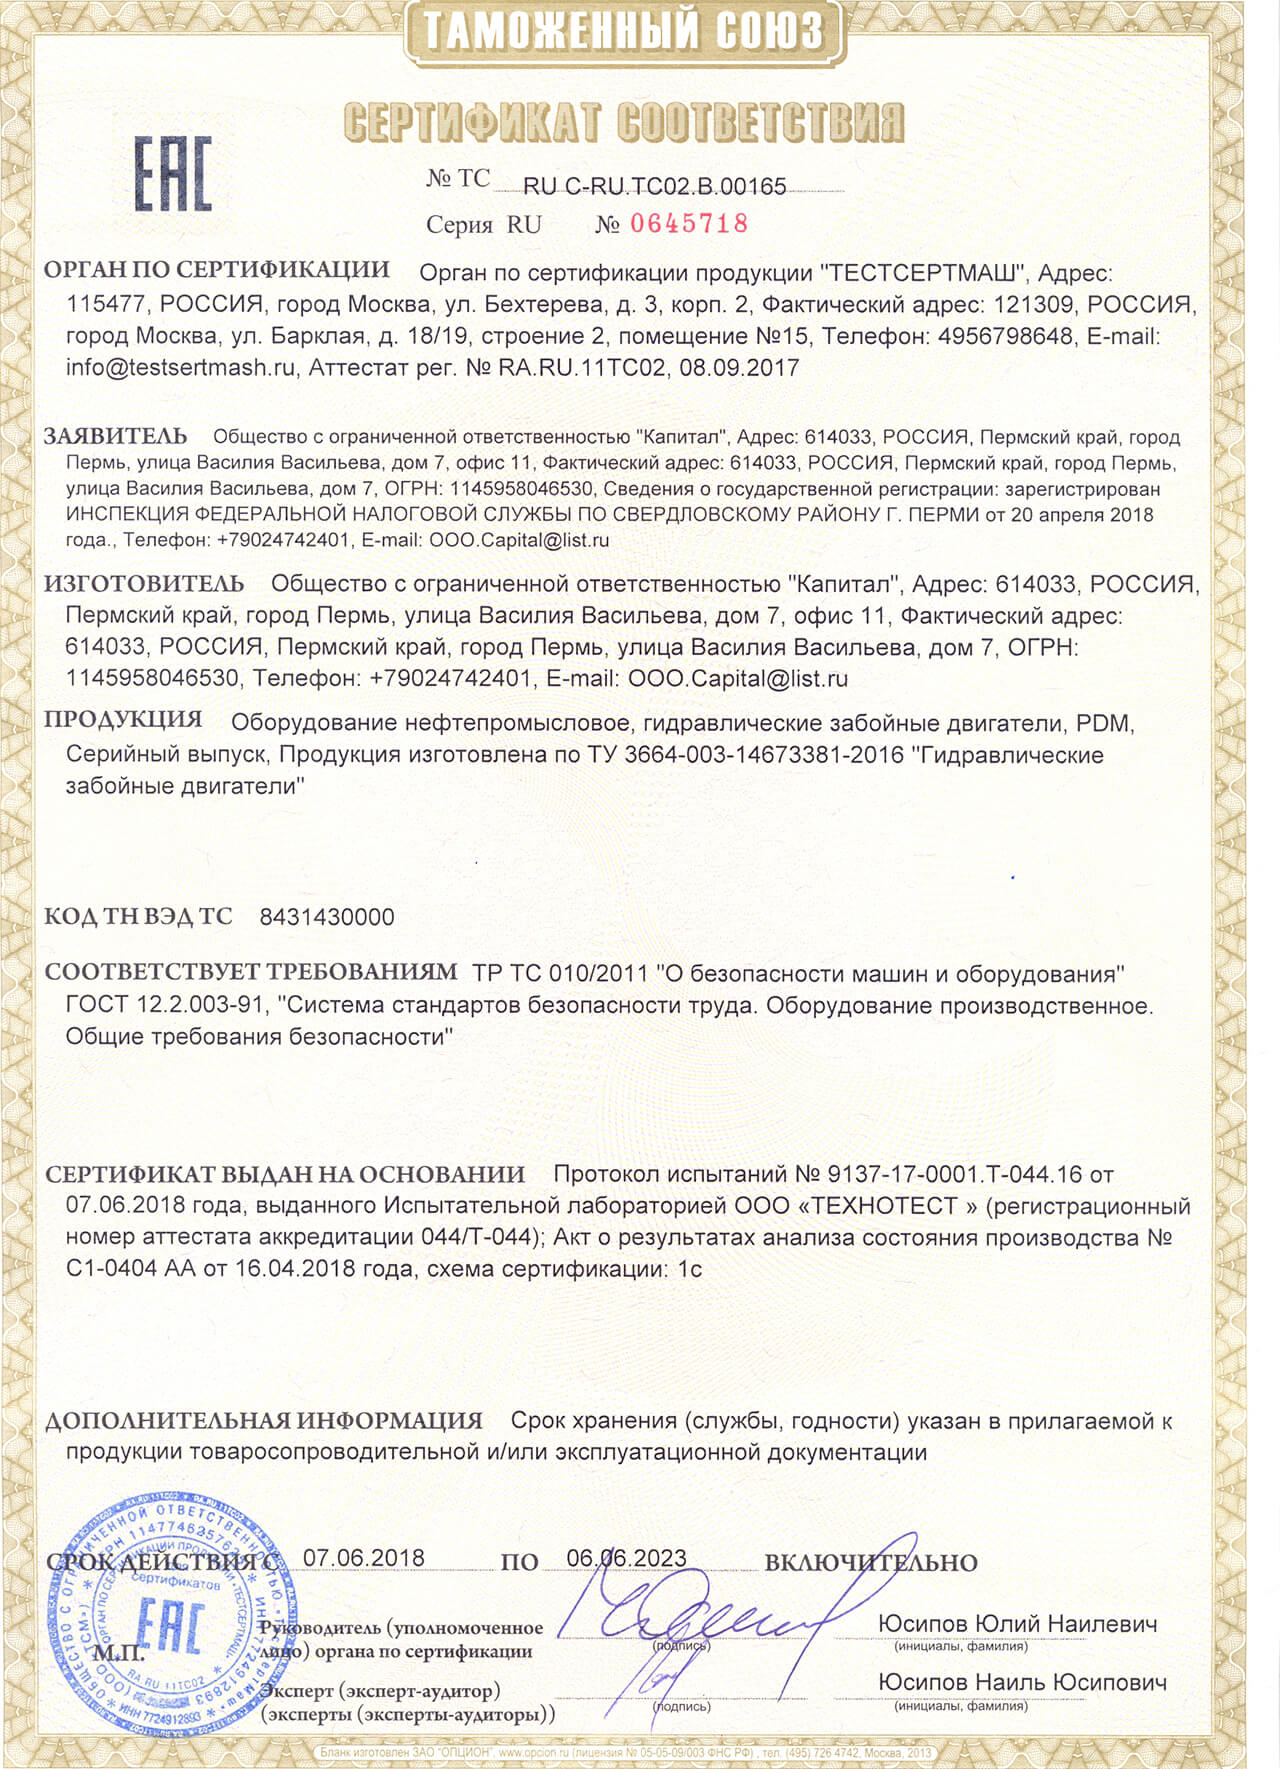 ТАМОЖЕННЫЙ СОЮЗ
СЕРТИФИКАТ СООТВЕТСТВИЯ
ЕАС
№ ТС RU C-RU.TC02.B.00165
Серия RU № 0645718
ОРГАН ПО СЕРТИФИКАЦИИ Орган по сертификации продукции "ТЕСТСЕРТМАШ", Адрес:
115477, РОССИЯ, город Москва, ул. Бехтерева, д. 3, корп. 2, Фактический адрес: 121309, РОССИЯ,
город Москва, ул. Барклая, д. 18/19, строение 2, помещение №15, Телефон: 4956798648, E-mail:
info@testsertmash.ru, Аттестат рег. № RA.RU.11ТС02, 08.09.2017
ЗАЯВИТЕЛЬ Общество с ограниченной ответственностью "Капитал", Адрес: 614033, РОССИЯ, Пермский край, город
Пермь, улица Василия Васильева, дом 7, офис 11, Фактический адрес: 614033, РОССИЯ, Пермский край, город Пермь,
улица Василия Васильева, дом 7, ОГРН: 1145958046530, Сведения о государственной регистрации: зарегистрирован
ИНСПЕКЦИЯ ФЕДЕРАЛЬНОЙ НАЛОГОВОЙ СЛУЖБЫ ПО СВЕРДЛОВСКОМУ РАЙОНУ Г. ПЕРМИ от 20 апреля 2018
года., Телефон: +79024742401, E-mail: OOO.Capital@list.ru
ИЗГОТОВИТЕЛЬ Общество с ограниченной ответственностью "Капитал", Адрес: 614033, РОССИЯ,
Пермский край, город Пермь, улица Василия Васильева, дом 7, офис 11, Фактический адрес:
614033, РОССИЯ, Пермский край, город Пермь, улица Василия Васильева, дом 7, ОГРН:
1145958046530, Телефон: +79024742401, E-mail: OOO.Capital@list.ru
ПРОДУКЦИЯ Оборудование нефтепромысловое, гидравлические забойные двигатели, PDM,
Серийный выпуск, Продукция изготовлена по ТУ 3664-003-14673381-2016 "Гидравлические
забойные двигатели"
КОД ТН ВЭД ТС 8431430000
СООТВЕТСТВУЕТ ТРЕБОВАНИЯМ ТР ТС 010/2011 "О безопасности машин и оборудования"
ГОСТ 12.2.003-91, "Система стандартов безопасности труда. Оборудование производственное.
Общие требования безопасности"
СЕРТИФИКАТ ВЫДАН НА ОСНОВАНИИ Протокол испытаний № 9137-17-0001.Т-044.16 от
07.06.2018 года, выданного Испытательной лабораторией ООО «ТЕХНОТЕСТ » (регистрационный
номер аттестата аккредитации 044/Т-044); Акт о результатах анализа состояния производства №
С1-0404 АА от 16.04.2018 года, схема сертификации: 1с
ДОПОЛНИТЕЛЬНАЯ ИНФОРМАЦИЯ Срок хранения (службы, годности) указан в прилагаемой к
продукции товаросопроводительной и/или эксплуатационной документации
СРОК ДЕЙСТВИЯ С 07.06.2018 ПО 06.06.2023 ВКЛЮЧИТЕЛЬНО
М.П.
Руководитель (уполномоченное
лицо) органа по сертификации
(подпись)
Юсипов Юлий Наилевич
(инициалы, фамилия)
Эксперт (эксперт-аудитор)
(эксперты (эксперты-аудиторы))
(подпись)
Юсипов Наиль Юсипович
(инициалы, фамилия)
сертификатов
ЕАС
RA.RU.11ТС02
ИНН 7724912893
Бланк изготовлен ЗАО "ОПЦИОН", www.opcion.ru (лицензия № 05-05-09/003 ФНС РФ), тел. (495) 726 4742, Москва, 2013